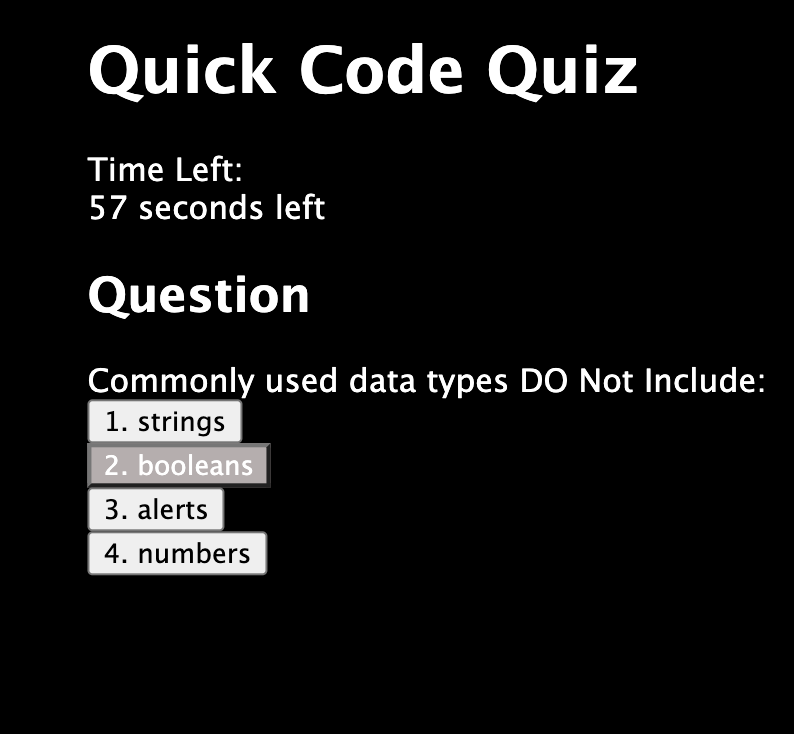 Quick Code Quiz
Time Left:
57 seconds left
Question
Commonly used data types DO Not Include:
1. strings
2. booleans
3. alerts
4. numbers